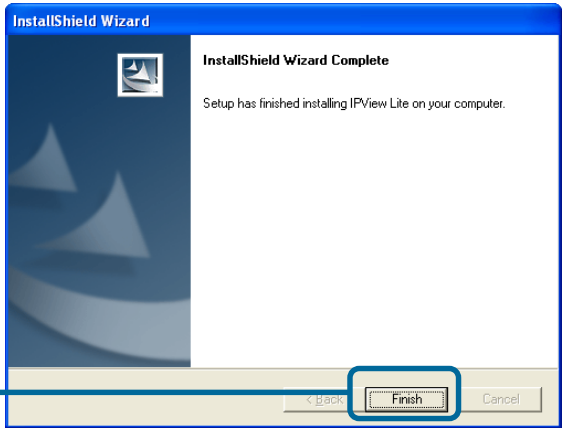 InstallShield Wizard
InstallShield Wizard Complete
Setup has finished installing IPView Lite on your computer.
< Back
Finish
Cancel